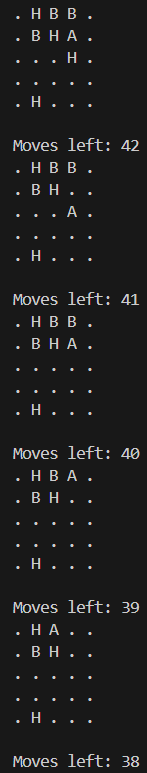 . H B B .
. B H A .
. . . H .
. . . . .
. H . . .
Moves left: 42
. H B B .
. B H . .
. . . A .
. . . . .
. H . . .
Moves left: 41
. H B B .
. B H A .
. . . . .
. . . . .
. H . . .
Moves left: 40
. H B A .
. B H . .
. . . . .
. . . . .
. H . . .
Moves left: 39
. H A . .
. B H . .
. . . . .
. . . . .
. H . . .
Moves left: 38